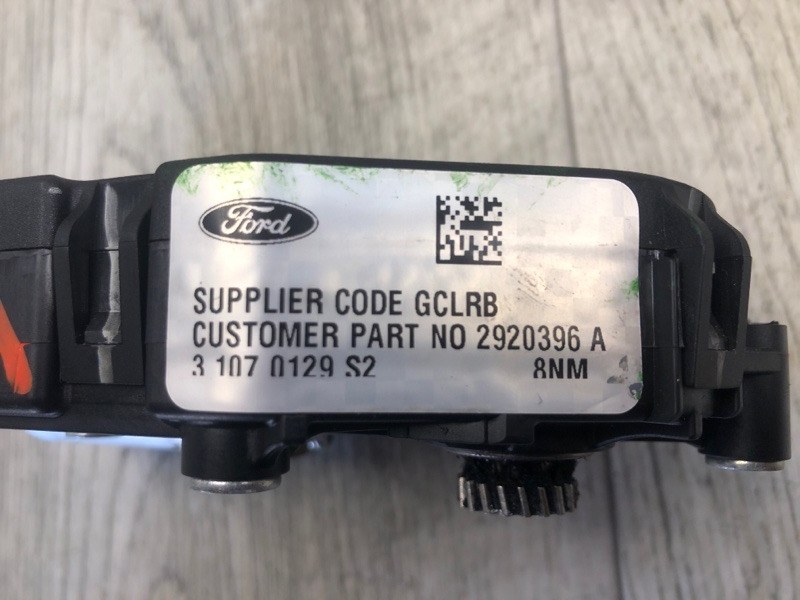 Ford
SUPPLIER CODE GCLRB
CUSTOMER PART NO 2920396 A
3 107 0129 S2 8NM